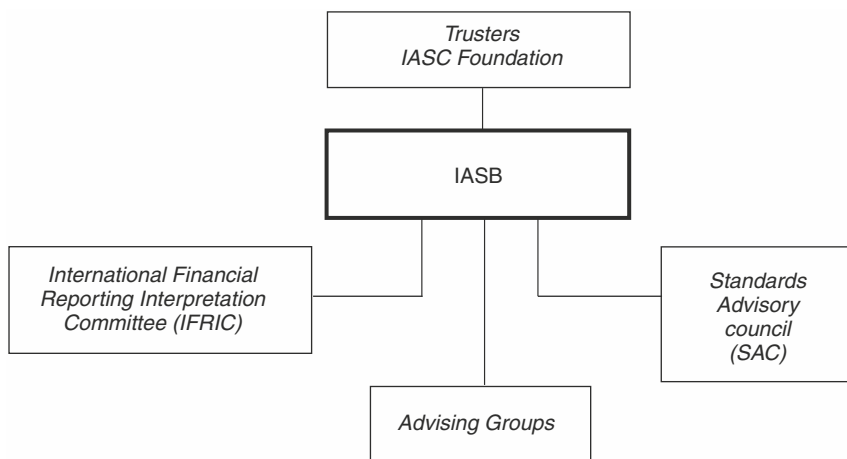 Trusters
IASC Foundation
IASB
International Financial
Reporting Interpretation
Committee (IFRIC)
Standards
Advisory
council
(SAC)
Advising Groups